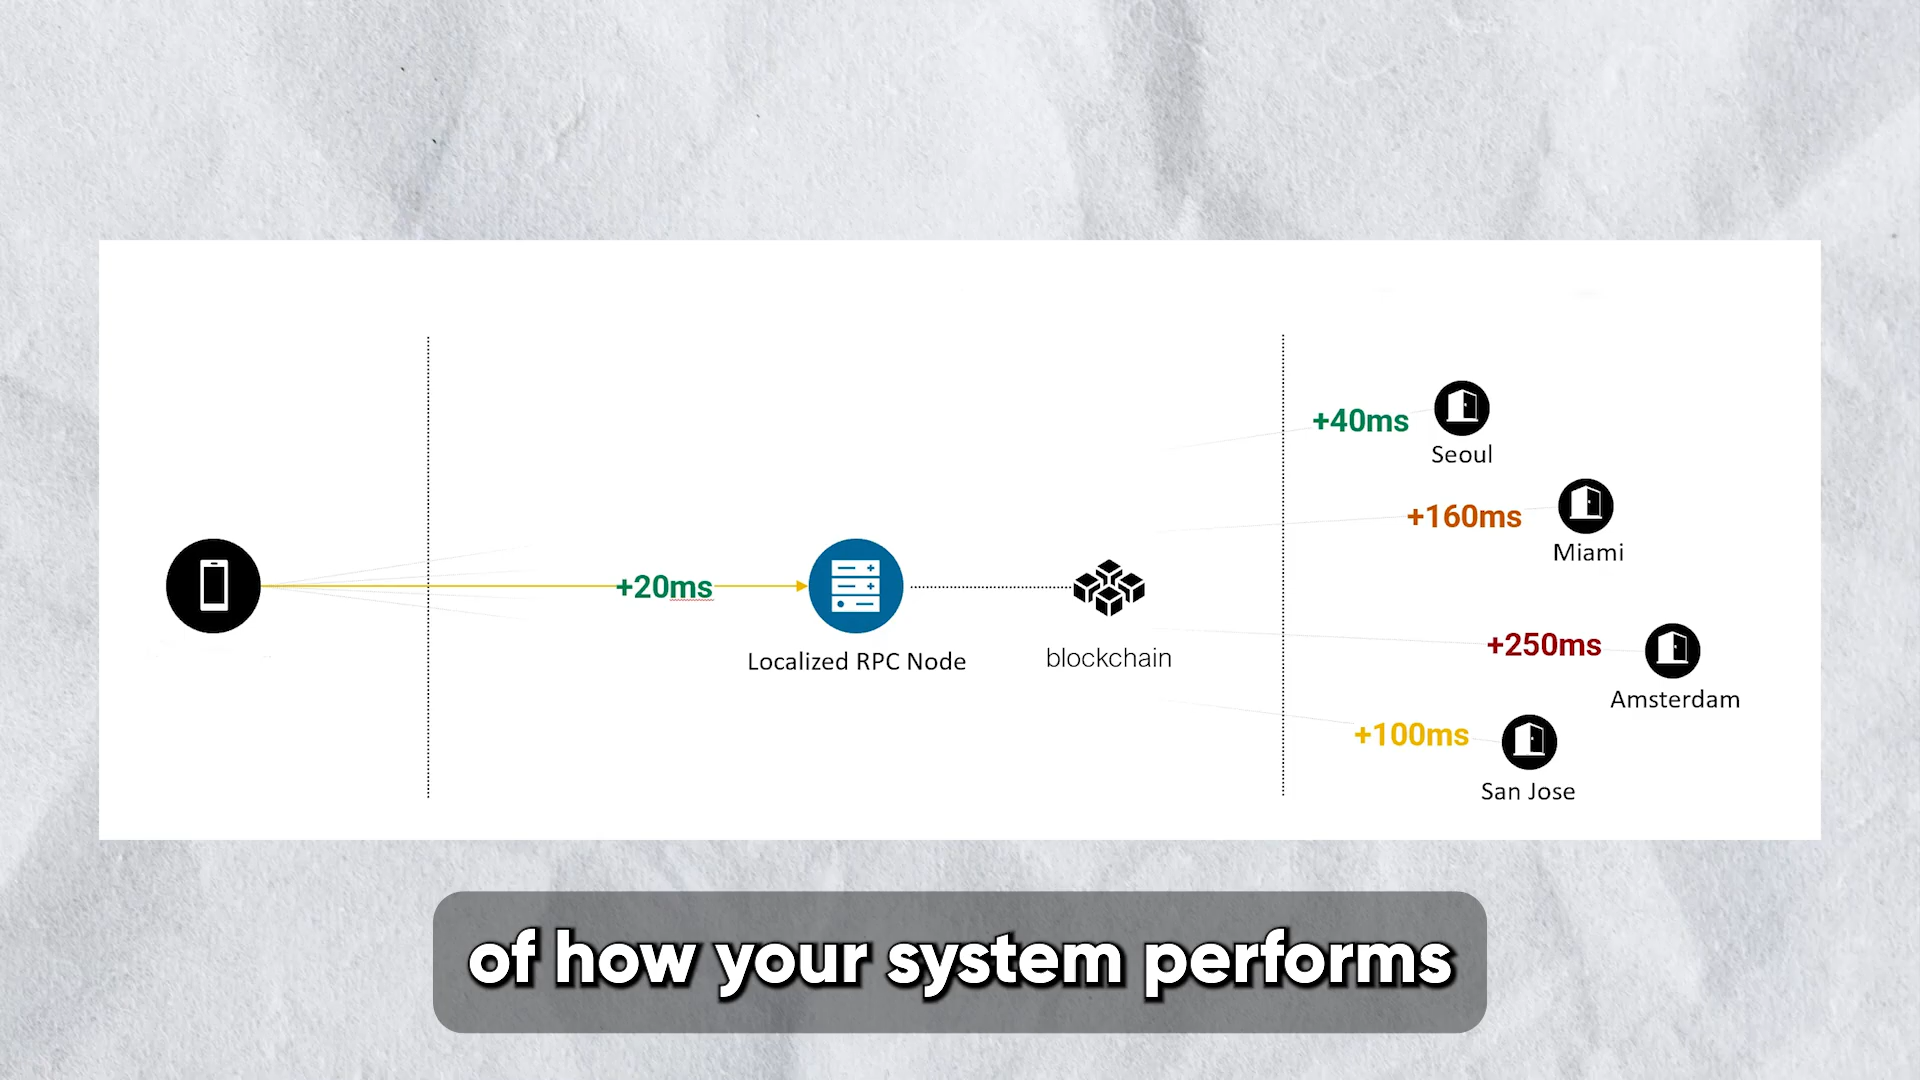 +40ms
Seoul
+160ms
Miami
+20ms
Localized RPC Node
blockchain
+250ms
Amsterdam
+100ms
San Jose
of how your system performs